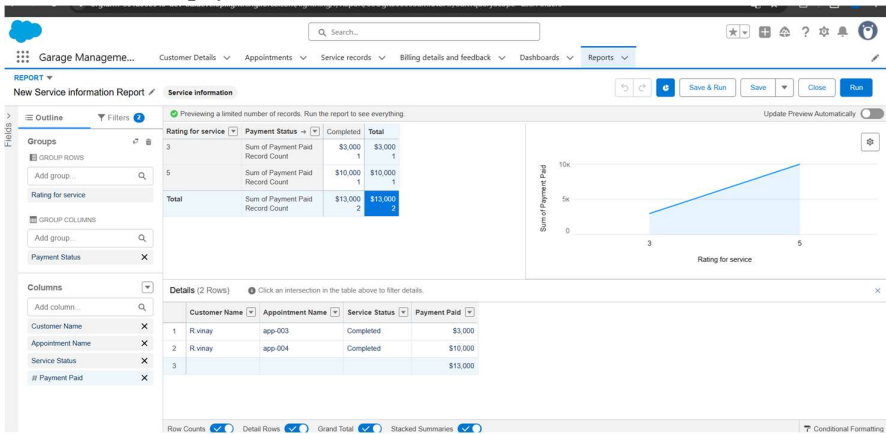 Search...
Garage Manageme...
Customer Details
Appointments
Service records
Billing details and feedback
Dashboards
Reports
REPORT
New Service information Report
Service information
Save & Run
Save
Close
Run
Fields
Outline
Filters 2
Previewing a limited number of records. Run the report to see everything.
Update Preview Automatically
Groups
GROUP ROWS
Add group...
Rating for service
GROUP COLUMNS
Add group...
Payment Status
Columns
Add column...
Customer Name
Appointment Name
Service Status
# Payment Paid
Rating for service Payment Status Completed Total
3 Sum of Payment Paid $3,000 $3,000
Record Count 1 1
5 Sum of Payment Paid $10,000 $10,000
Record Count 1 1
Total Sum of Payment Paid $13,000 $13,000
Record Count 2 2
Sum of Payment Paid
10K
5K
0
3 5
Rating for service
Details (2 Rows) Click an intersection in the table above to filter details.
Customer Name Appointment Name Service Status Payment Paid
1 R.vinay app-003 Completed $3,000
2 R.vinay app-004 Completed $10,000
3 $13,000
Row Counts Detail Rows Grand Total Stacked Summaries
Conditional Formatting